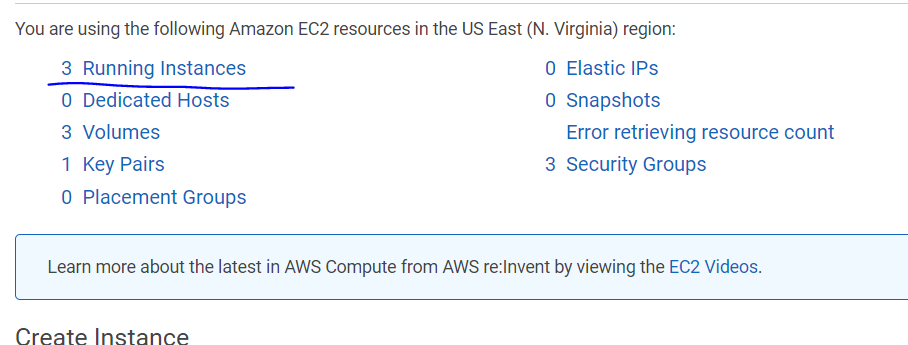 You are using the following Amazon EC2 resources in the US East (N. Virginia) region:
3 Running Instances
0 Dedicated Hosts
3 Volumes
1 Key Pairs
0 Placement Groups
0 Elastic IPs
0 Snapshots
Error retrieving resource count
3 Security Groups
Learn more about the latest in AWS Compute from AWS re:Invent by viewing the EC2 Videos.
Create Instance